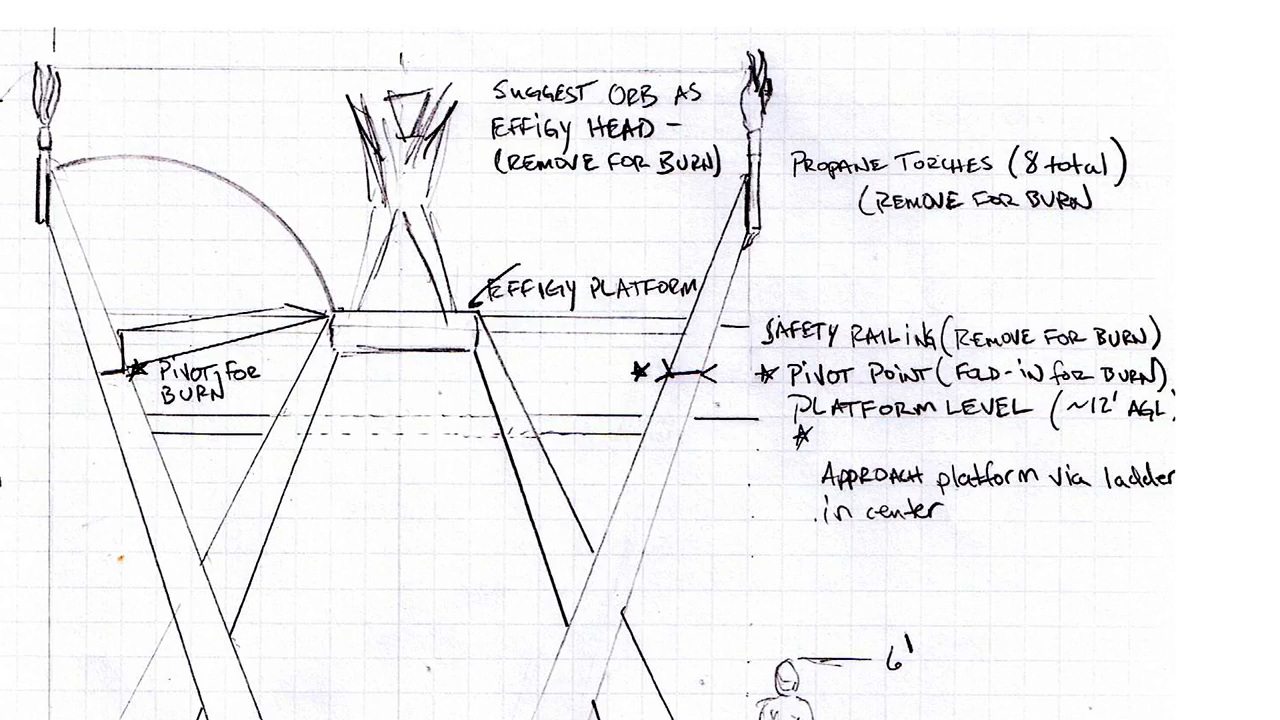 SUGGEST ORB AS
EFFIGY HEAD -
(REMOVE FOR BURN)
PROPANE TORCHES (8 total)
(REMOVE FOR BURN
EFFIGY PLATFORM
SAFETY RAILING (REMOVE FOR BURN)
* PIVOT FOR
BURN
*
* PIVOT POINT (FOLD-IN for BURN)
PLATFORM LEVEL (~12' AGL
*
APPROACH platform via ladder
in center
6'